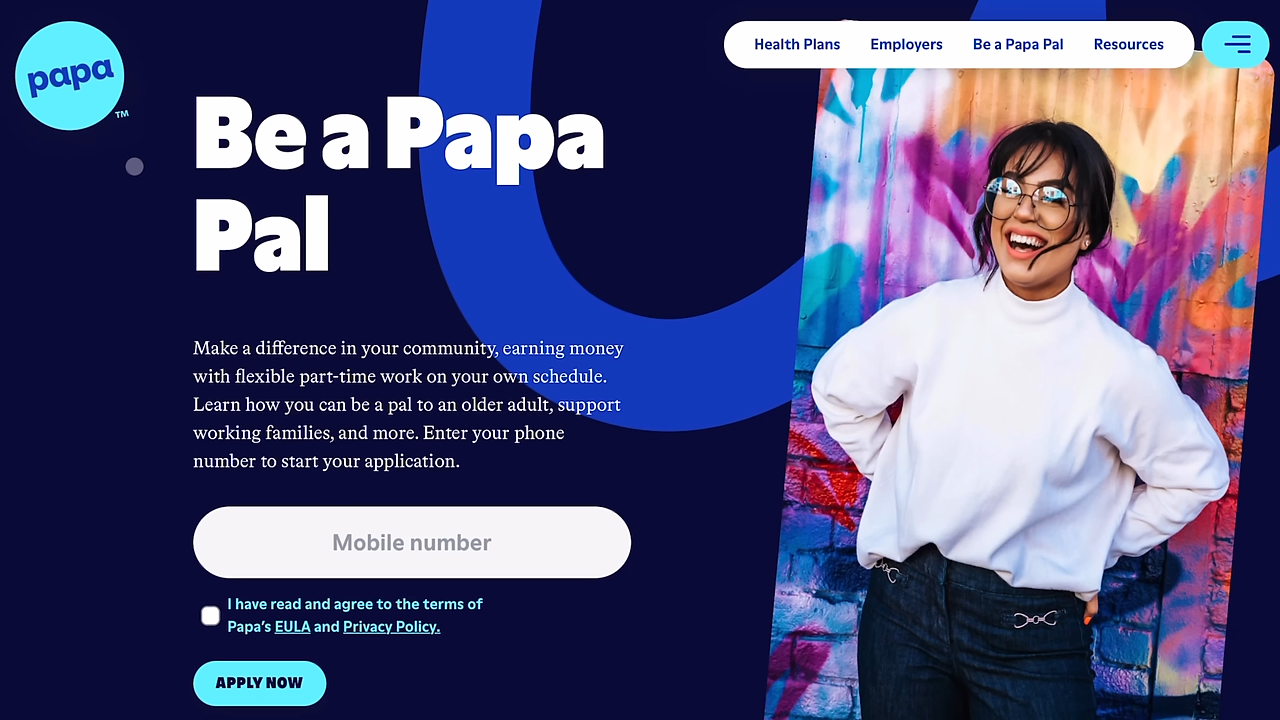 papa
TM
Health Plans Employers Be a Papa Pal Resources
Be a Papa
Pal
Make a difference in your community, earning money
with flexible part-time work on your own schedule.
Learn how you can be a pal to an older adult, support
working families, and more. Enter your phone
number to start your application.
Mobile number
I have read and agree to the terms of
Papa's EULA and Privacy Policy.
APPLY NOW